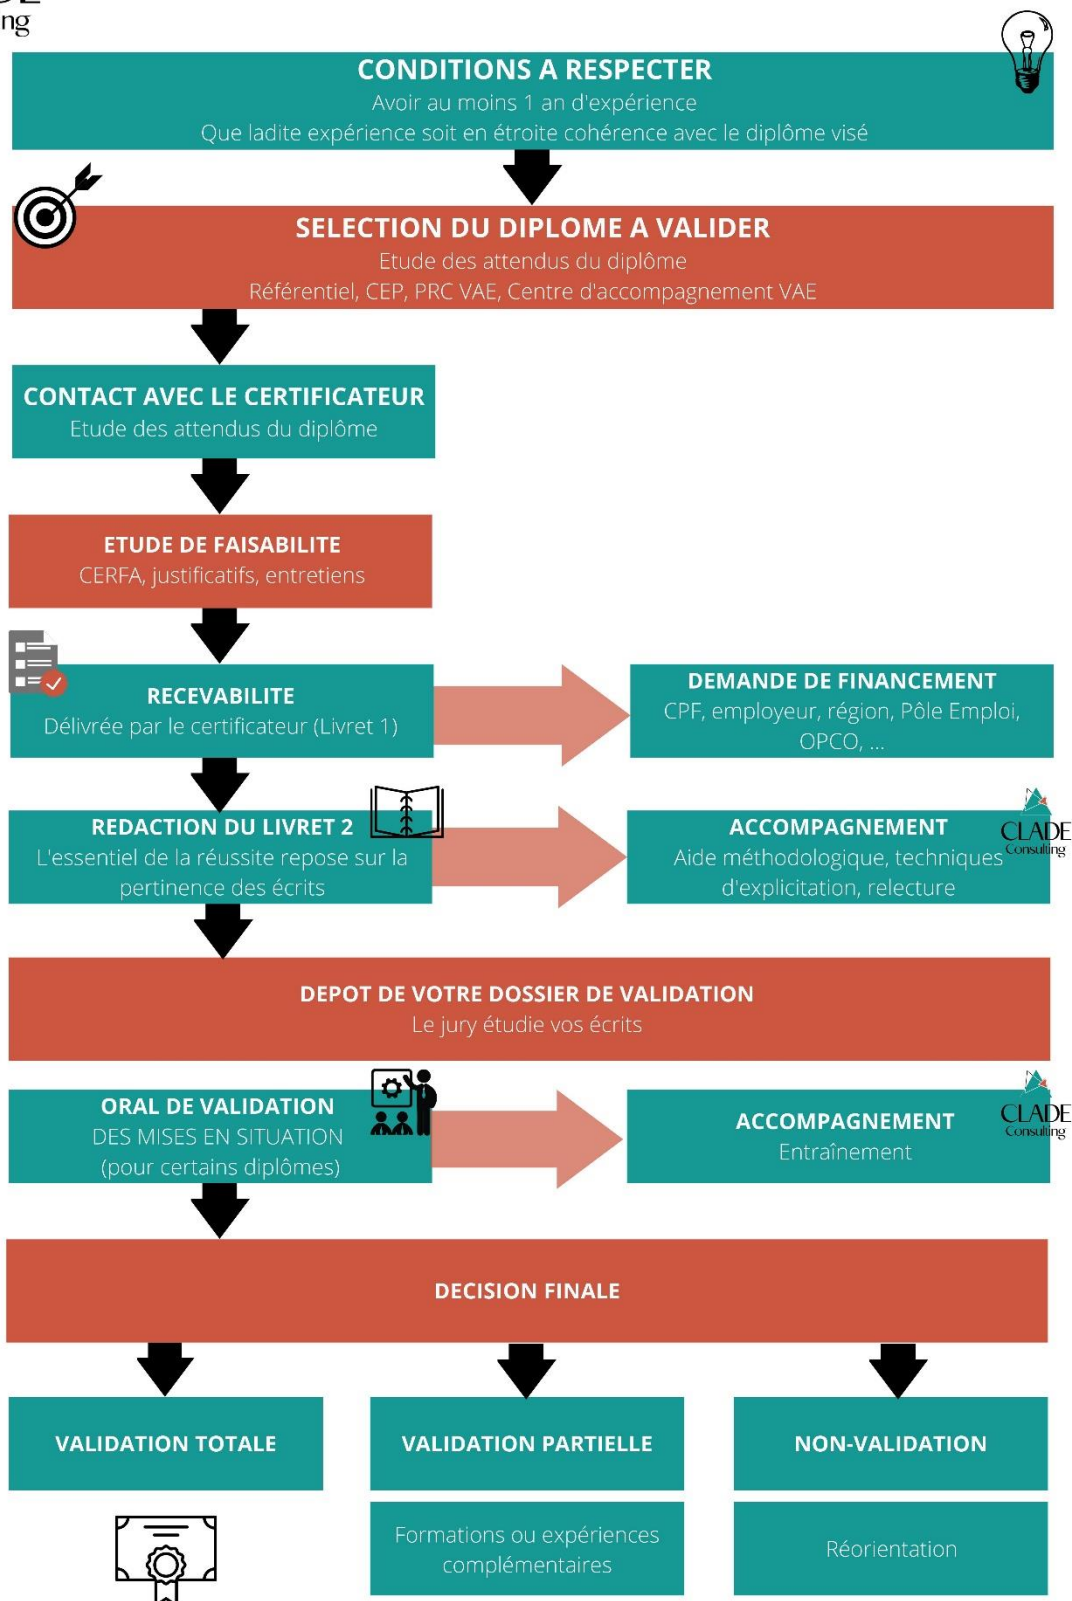 ng
CONDITIONS A RESPECTER
Avoir au moins 1 an d'expérience
Que ladite expérience soit en étroite cohérence avec le diplôme visé
SELECTION DU DIPLOME A VALIDER
Etude des attendus du diplôme
Référentiel, CEP, PRC VAE, Centre d'accompagnement VAE
CONTACT AVEC LE CERTIFICATEUR
Etude des attendus du diplôme
ETUDE DE FAISABILITE
CERFA, justificatifs, entretiens
RECEVABILITE
Délivrée par le certificateur (Livret 1)
DEMANDE DE FINANCEMENT
CPF, employeur, région, Pôle Emploi,
OPCO, ...
REDACTION DU LIVRET 2
L'essentiel de la réussite repose sur la
pertinence des écrits
ACCOMPAGNEMENT
Aide méthodologique, techniques
d'explicitation, relecture
CLADE
Consulting
DEPOT DE VOTRE DOSSIER DE VALIDATION
Le jury étudie vos écrits
ORAL DE VALIDATION
DES MISES EN SITUATION
(pour certains diplômes)
ACCOMPAGNEMENT
Entraînement
CLADE
Consulting
DECISION FINALE
VALIDATION TOTALE
VALIDATION PARTIELLE
NON-VALIDATION
Formations ou expériences
complémentaires
Réorientation